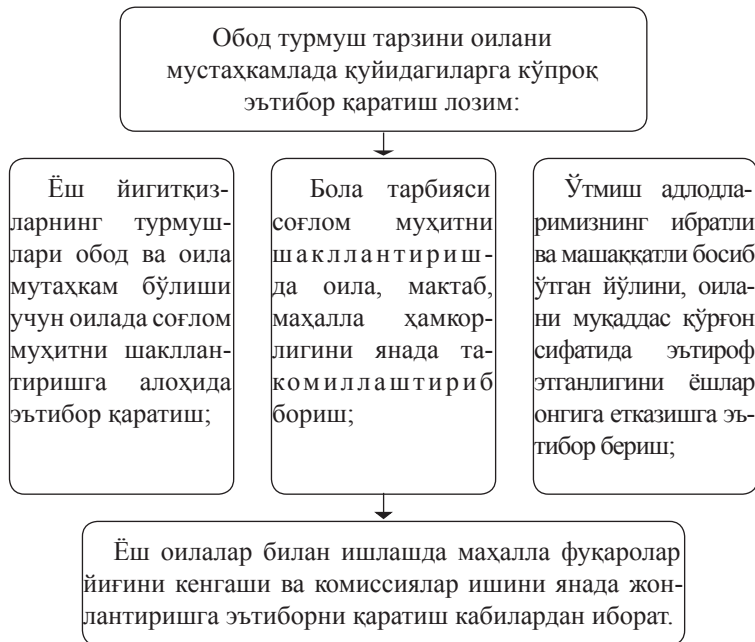 Обод турмуш тарзини оилани
мустаҳкамлада қуйидагиларга кўпроқ
эътибор қаратиш лозим:
Ёш йигитқиз-
ларнинг турмуш-
лари обод ва оила
мутаҳкам бўлиши
учун оилада соғлом
муҳитни шакллан-
тиришга алоҳида
эътибор қаратиш;
Бола тарбияси
соғлом муҳитни
шакллантириш-
да оила, мактаб,
маҳалла ҳамкор-
лигини янада та-
комиллаштириб
бориш;
Ўтмиш адлодла-
римизнинг ибратли
ва машаққатли босиб
ўтган йўлини, оила-
ни муқаддас қўрғон
сифатида эътироф
этганлигини ёшлар
онгига етказишга эъ-
тибор бериш;
Ёш оилалар билан ишлашда маҳалла фуқаролар
йиғини кенгаши ва комиссиялар ишини янада жон-
лантиришга эътиборни қаратиш кабилардан иборат.